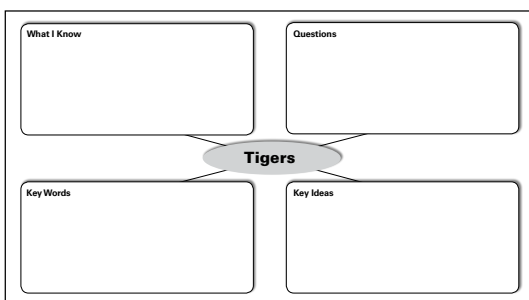 What I Know
Questions
Tigers
Key Words
Key Ideas